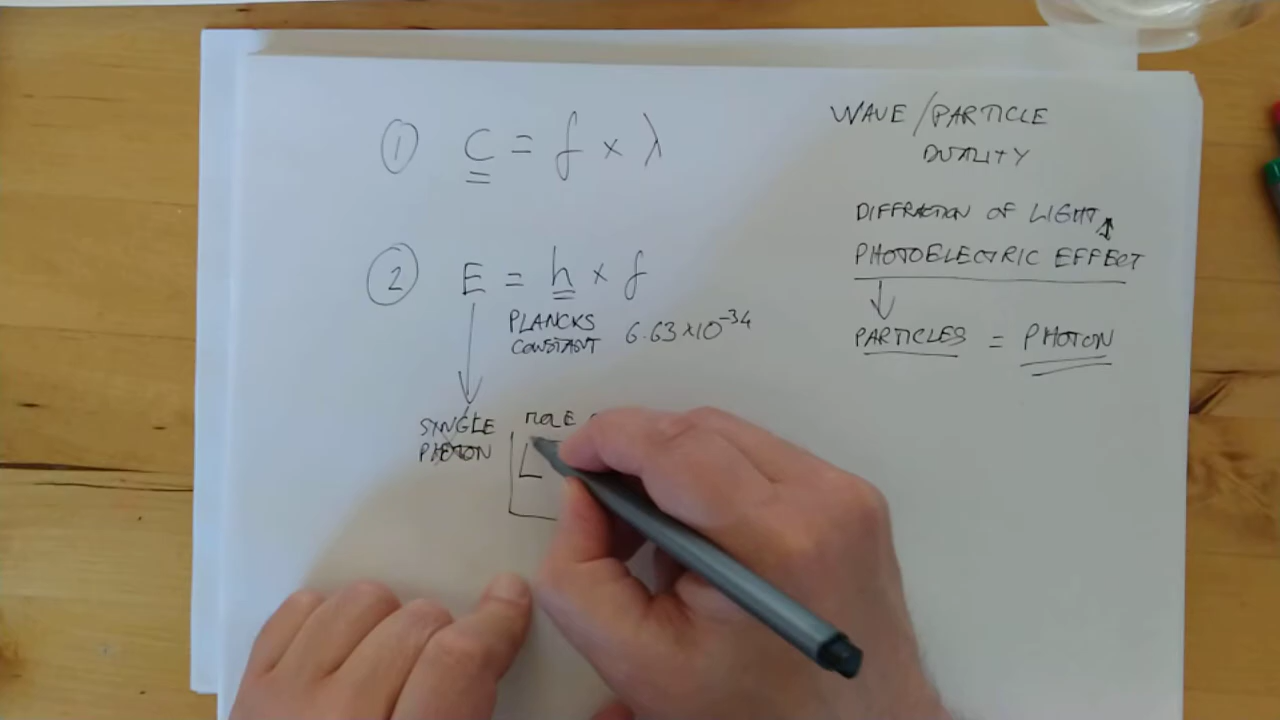 ① C = f × λ
② E = h × f
PLANCKS
CONSTANT 6.63×10⁻³⁴
SINGLE
PHOTON
MOLE
L
WAVE/PARTICLE
DUALITY
DIFFRACTION OF LIGHT
PHOTOELECTRIC EFFECT
PARTICLES = PHOTON